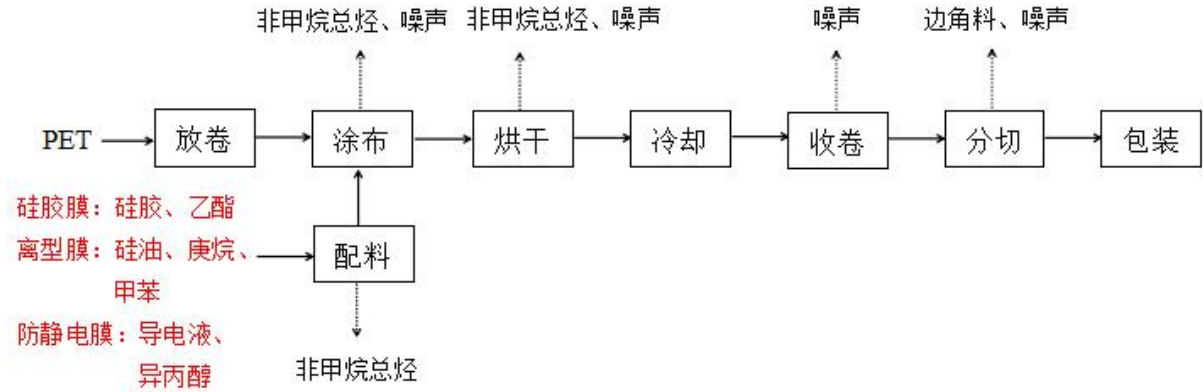 非甲烷总烃、噪声
非甲烷总烃、噪声
噪声
边角料、噪声
PET
放卷
涂布
烘干
冷却
收卷
分切
包装
硅胶膜：硅胶、乙酯
离型膜：硅油、庚烷、
甲苯
配料
防静电膜：导电液、
异丙醇
非甲烷总烃